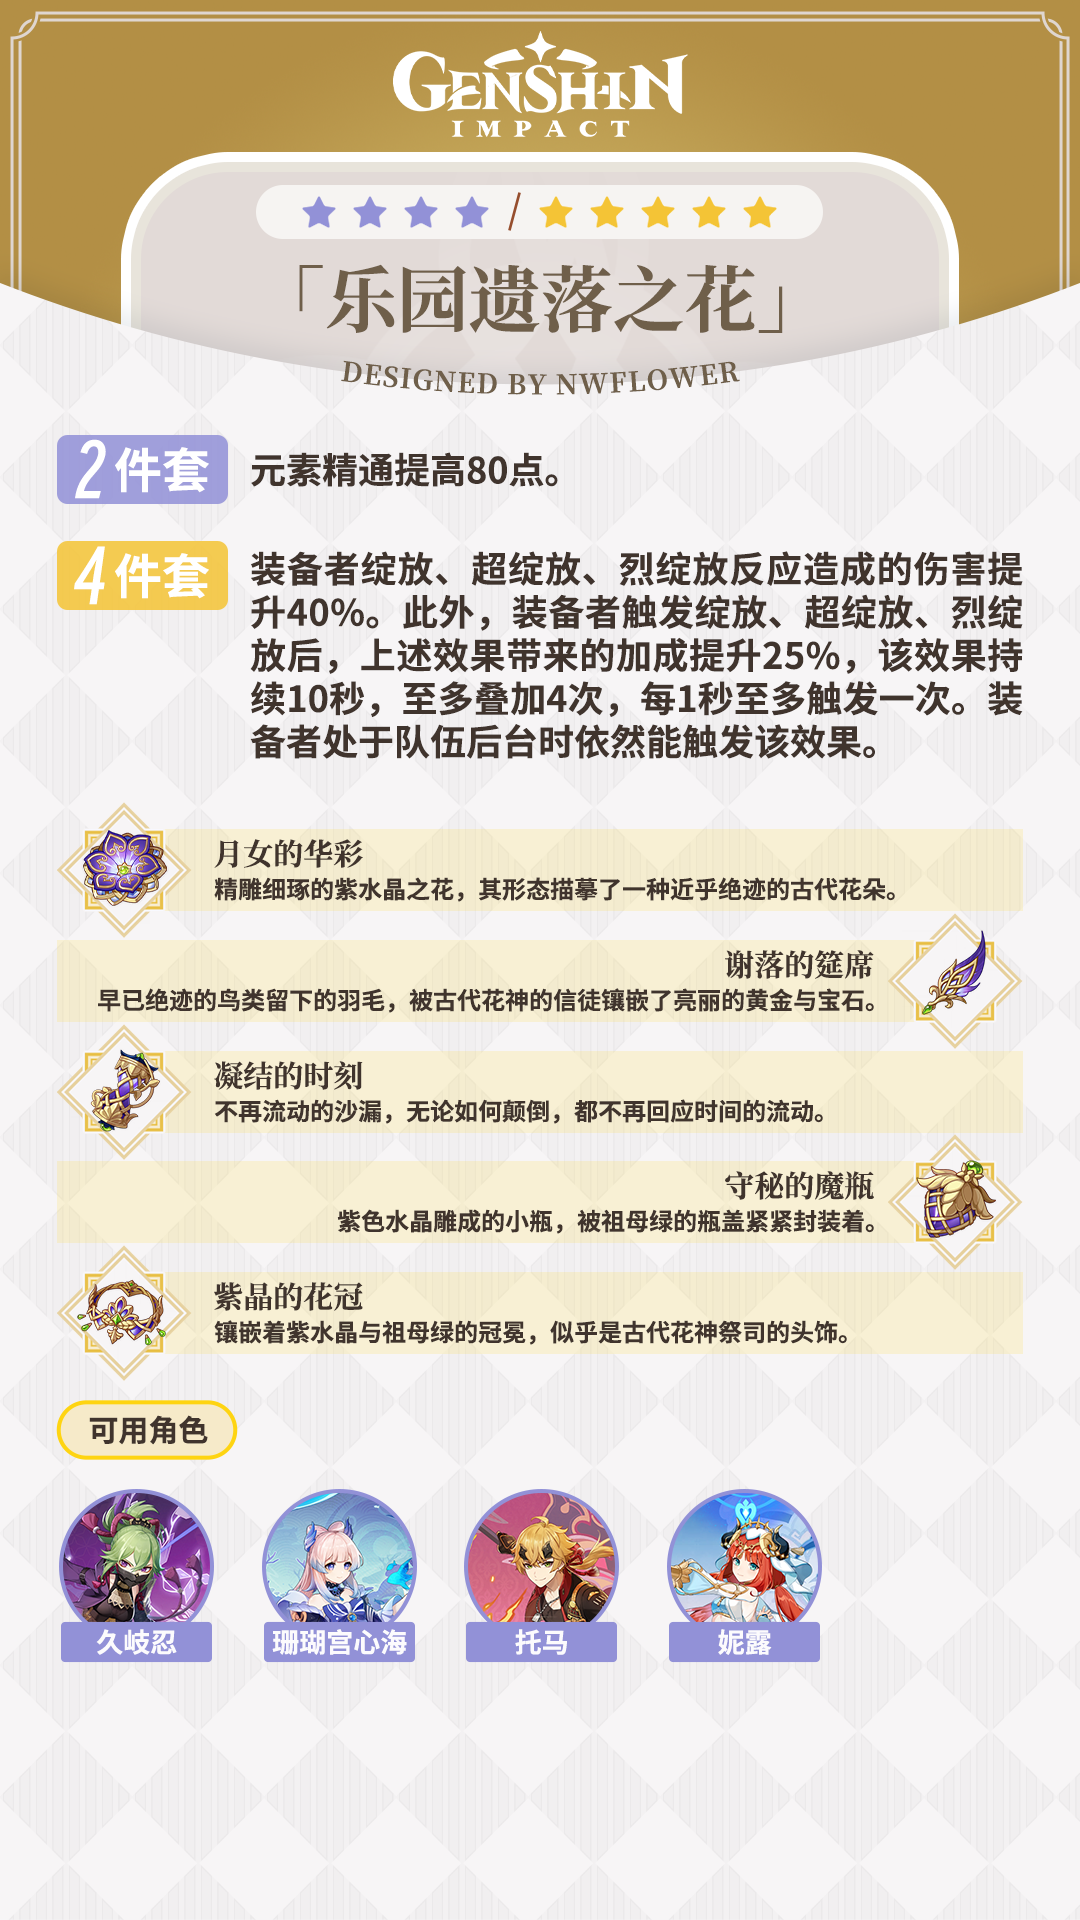 GENSHIN
IMPACT
「乐园遗落之花」
DESIGNED BY NWFLOWER
2件套
元素精通提高80点。
4件套
装备者绽放、超绽放、烈绽放反应造成的伤害提
升40%。此外，装备者触发绽放、超绽放、烈绽
放后，上述效果带来的加成提升25%，该效果持
续10秒，至多叠加4次，每1秒至多触发一次。装
备者处于队伍后台时依然能触发该效果。
月女的华彩
精雕细琢的紫水晶之花，其形态描摹了一种近乎绝迹的古代花朵。
谢落的筵席
早已绝迹的鸟类留下的羽毛，被古代花神的信徒镶嵌了亮丽的黄金与宝石。
凝结的时刻
不再流动的沙漏，无论如何颠倒，都不再回应时间的流动。
守秘的魔瓶
紫色水晶雕成的小瓶，被祖母绿的瓶盖紧紧封装着。
紫晶的花冠
镶嵌着紫水晶与祖母绿的冠冕，似乎是古代花神祭司的头饰。
可用角色
久岐忍
珊瑚宫心海
托马
妮露